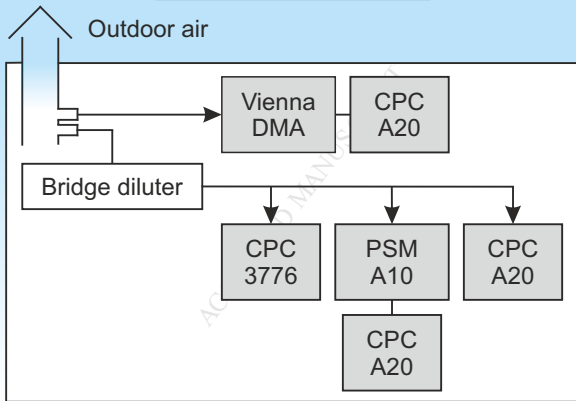 Outdoor air
Vienna
DMA
CPC
A20
Bridge diluter
CPC
3776
PSM
A10
CPC
A20
CPC
A20